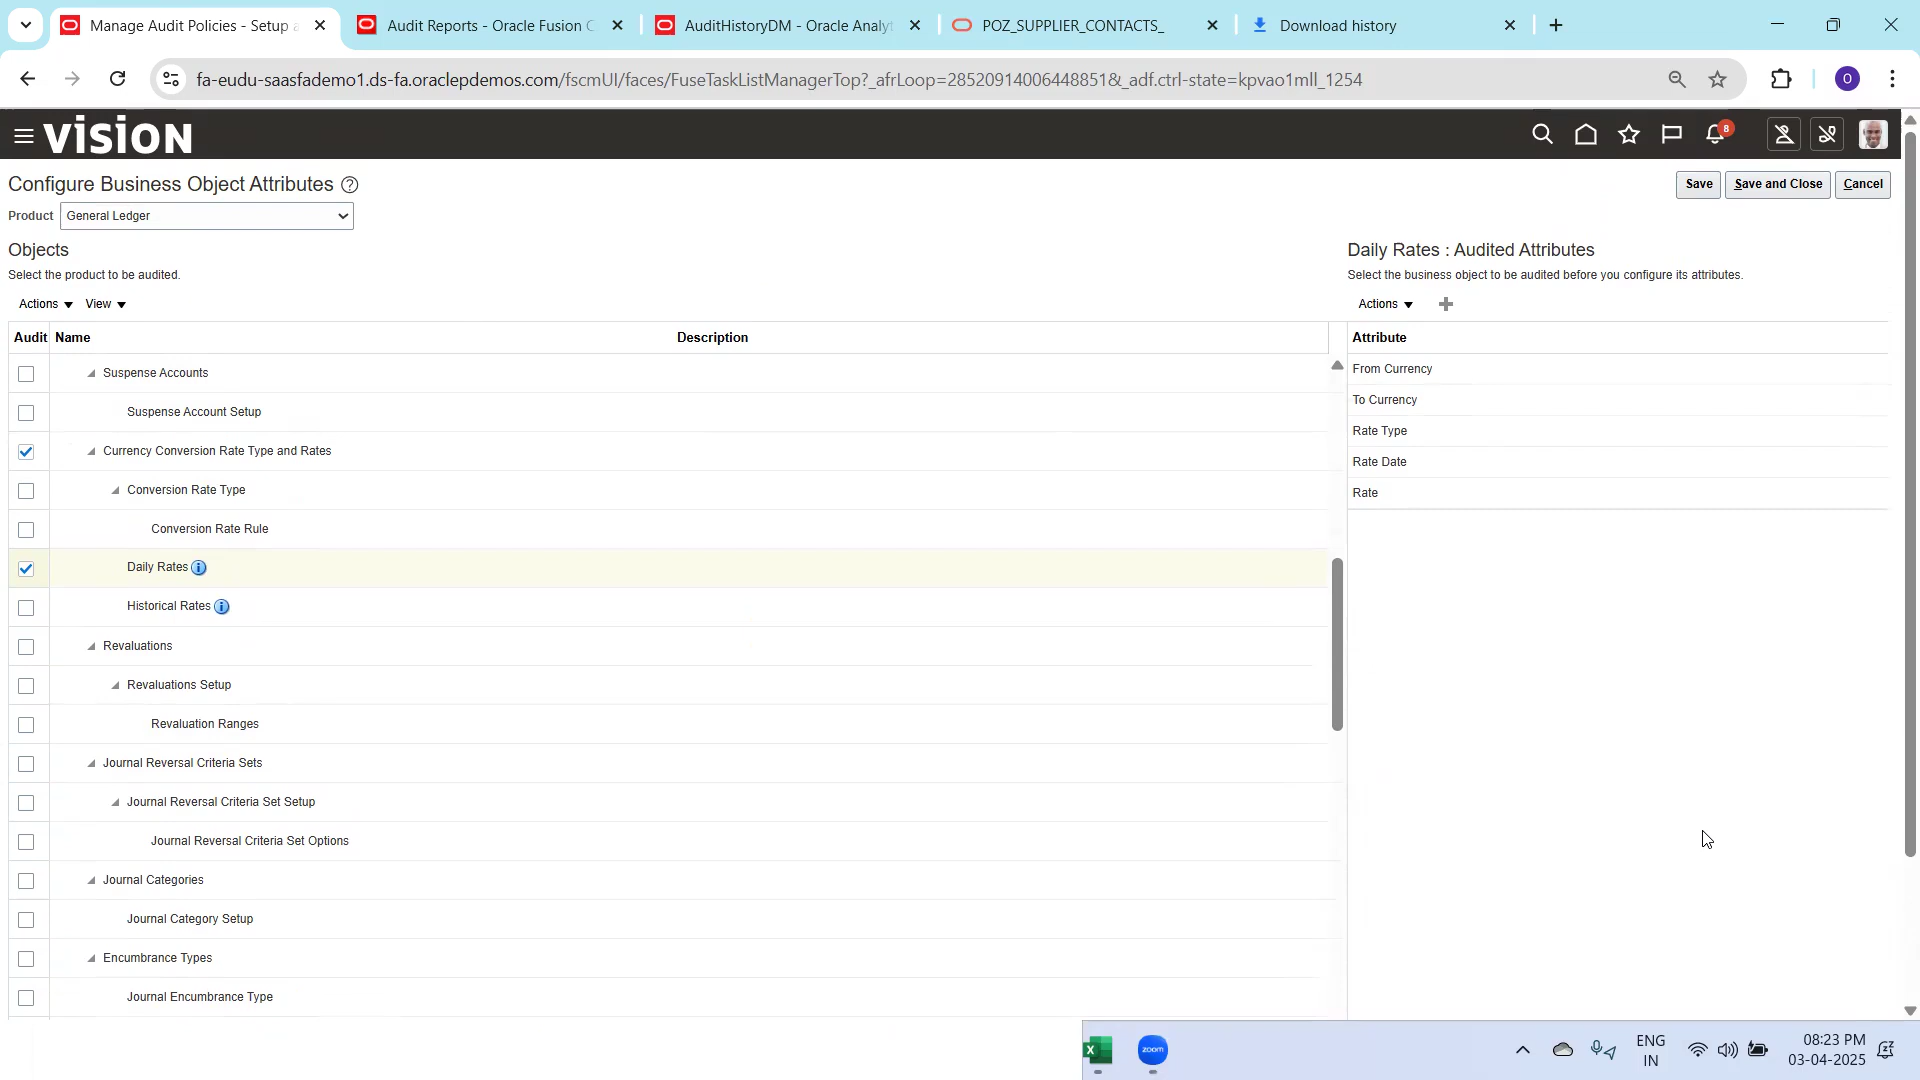 Manage Audit Policies - Setup a
Audit Reports - Oracle Fusion C
AuditHistoryDM - Oracle Analyt
POZ_SUPPLIER_CONTACTS_
Download history
fa-eudu-saasfademo1.ds-fa.oraclepdemos.com/fscmUI/faces/FuseTaskListManagerTop?_afrLoop=28520914006448851&_adf.ctrl-state=kpvao1mll_1254
O
VISION
8
Configure Business Object Attributes
Save
Save and Close
Cancel
Product General Ledger
Objects
Select the product to be audited.
Actions View
Audit Name Description
Suspense Accounts
Suspense Account Setup
Currency Conversion Rate Type and Rates
Conversion Rate Type
Conversion Rate Rule
Daily Rates
Historical Rates
Revaluations
Revaluations Setup
Revaluation Ranges
Journal Reversal Criteria Sets
Journal Reversal Criteria Set Setup
Journal Reversal Criteria Set Options
Journal Categories
Journal Category Setup
Encumbrance Types
Journal Encumbrance Type
Daily Rates : Audited Attributes
Select the business object to be audited before you configure its attributes.
Actions
Attribute
From Currency
To Currency
Rate Type
Rate Date
Rate
zoom
ENG
IN
08:23 PM
03-04-2025